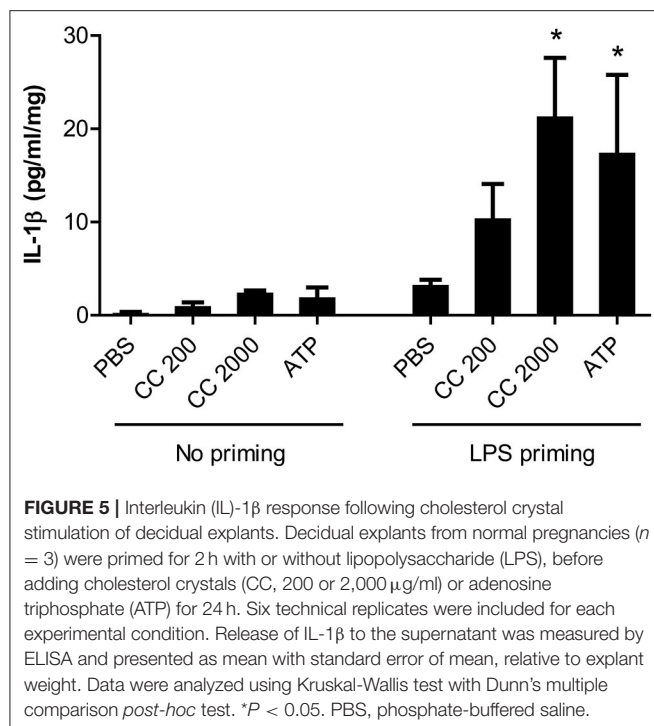 30
20
10
0
IL-1β (pg/ml/mg)
* *
PBS CC 200 CC 2000 ATP PBS CC 200 CC 2000 ATP
No priming LPS priming
FIGURE 5 | Interleukin (IL)-1β response following cholesterol crystal
stimulation of decidual explants. Decidual explants from normal pregnancies (n
= 3) were primed for 2 h with or without lipopolysaccharide (LPS), before
adding cholesterol crystals (CC, 200 or 2,000 μg/ml) or adenosine
triphosphate (ATP) for 24 h. Six technical replicates were included for each
experimental condition. Release of IL-1β to the supernatant was measured by
ELISA and presented as mean with standard error of mean, relative to explant
weight. Data were analyzed using Kruskal-Wallis test with Dunn's multiple
comparison post-hoc test. *P < 0.05. PBS, phosphate-buffered saline.